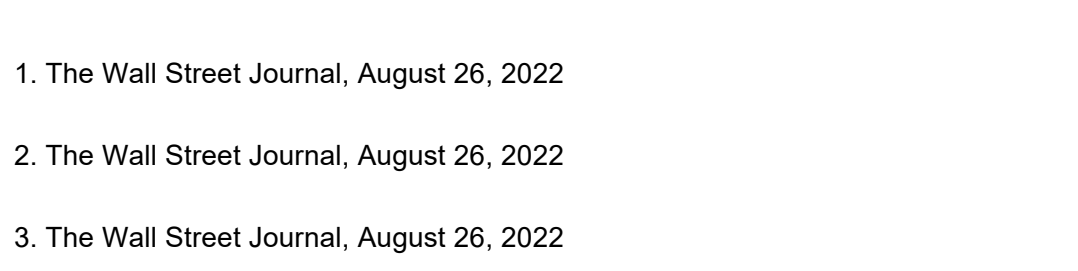 1. The Wall Street Journal, August 26, 2022
2. The Wall Street Journal, August 26, 2022
3. The Wall Street Journal, August 26, 2022